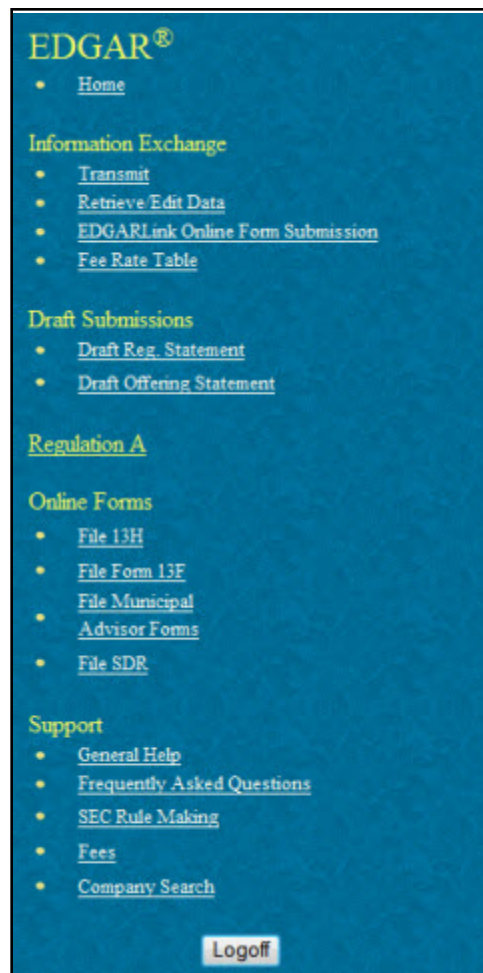 EDGAR®
• Home
Information Exchange
• Transmit
• Retrieve/Edit Data
• EDGARLink Online Form Submission
• Fee Rate Table
Draft Submissions
• Draft Reg. Statement
• Draft Offering Statement
Regulation A
Online Forms
• File 13H
• File Form 13F
• File Municipal
Advisor Forms
• File SDR
Support
• General Help
• Frequently Asked Questions
• SEC Rule Making
• Fees
• Company Search
Logoff